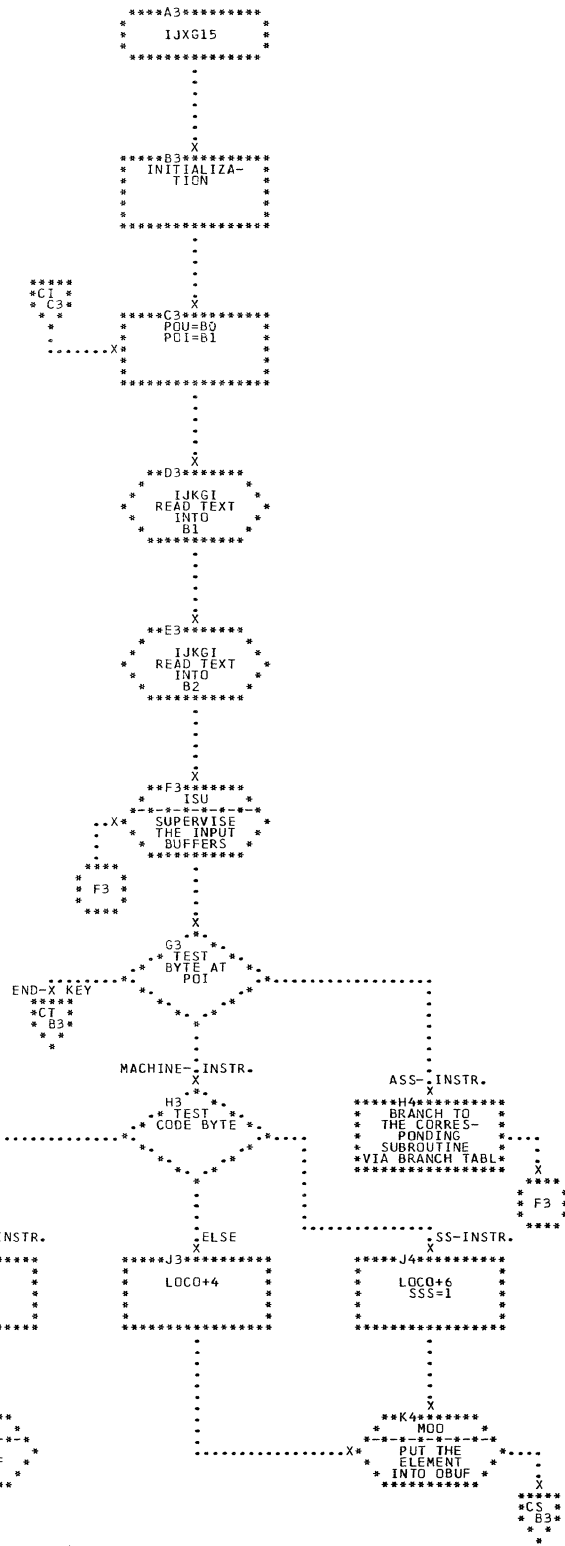 A3
IJXG15
B3
INITIALIZA-
TION
CI
C3
C3
POU=B0
POI=B1
D3
IJKGI
READ TEXT
INTO
B1
E3
IJKGI
READ TEXT
INTO
B2
F3
ISU
SUPERVISE
THE INPUT
BUFFERS
F3
G3
TEST
BYTE AT
POI
END-X KEY
CT
B3
MACHINE-INSTR.
ASS-INSTR.
H3
TEST
CODE BYTE
H4
BRANCH TO
THE CORRES-
PONDING
SUBROUTINE
VIA BRANCH TABL
F3
NSTR.
ELSE
SS-INSTR.
J3
LOCO+4
J4
LOCO+6
SSS=1
K4
MOO
PUT THE
ELEMENT
INTO OBUF
F
CS
B3